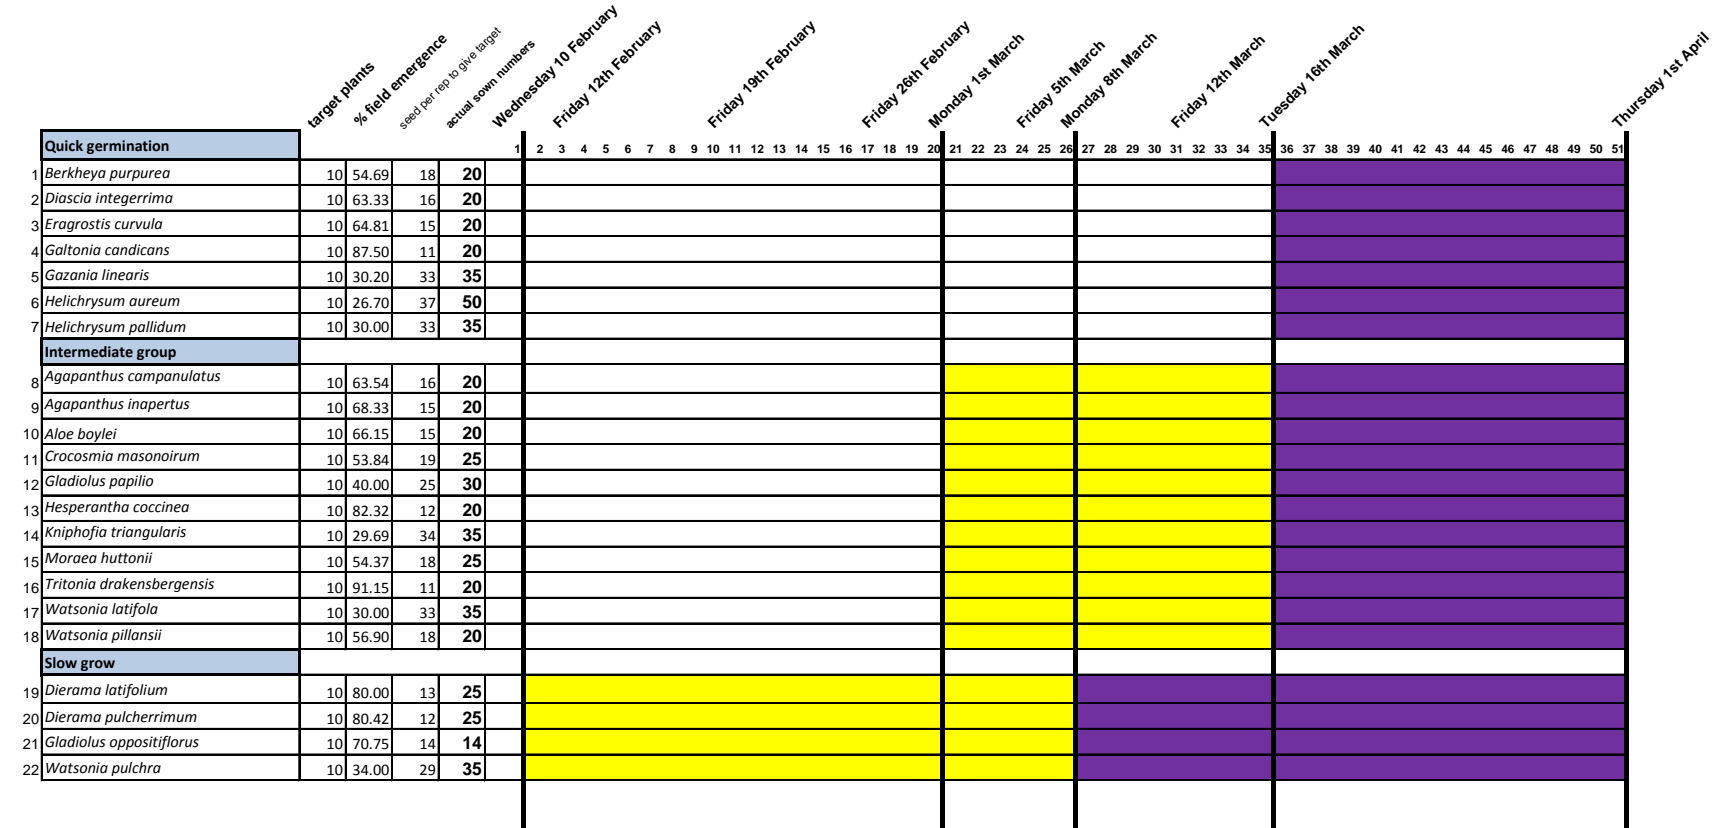 target plants
% field emergence
seed per rep to give target
actual sown numbers
Wednesday 10 February
Friday 12th February
Friday 19th February
Friday 26th February
Monday 1st March
Friday 5th March
Monday 8th March
Friday 12th March
Tuesday 16th March
Thursday 1st April
Quick germination 1 2 3 4 5 6 7 8 9 10 11 12 13 14 15 16 17 18 19 20 21 22 23 24 25 26 27 28 29 30 31 32 33 34 35 36 37 38 39 40 41 42 43 44 45 46 47 48 49 50 51
1 Berkheya purpurea 10 54.69 18 20
2 Diascia integerrima 10 63.33 16 20
3 Eragrostis curvula 10 64.81 15 20
4 Galtonia candicans 10 87.50 11 20
5 Gazania linearis 10 30.20 33 35
6 Helichrysum aureum 10 26.70 37 50
7 Helichrysum pallidum 10 30.00 33 35
Intermediate group
8 Agapanthus campanulatus 10 63.54 16 20
9 Agapanthus inapertus 10 68.33 15 20
10 Aloe boylei 10 66.15 15 20
11 Crocosmia masonoirum 10 53.84 19 25
12 Gladiolus papilio 10 40.00 25 30
13 Hesperantha coccinea 10 82.32 12 20
14 Kniphofia triangularis 10 29.69 34 35
15 Moraea huttonii 10 54.37 18 25
16 Tritonia drakensbergensis 10 91.15 11 20
17 Watsonia latifola 10 30.00 33 35
18 Watsonia pillansii 10 56.90 18 20
Slow grow
19 Dierama latifolium 10 80.00 13 25
20 Dierama pulcherrimum 10 80.42 12 25
21 Gladiolus oppositiflorus 10 70.75 14 14
22 Watsonia pulchra 10 34.00 29 35